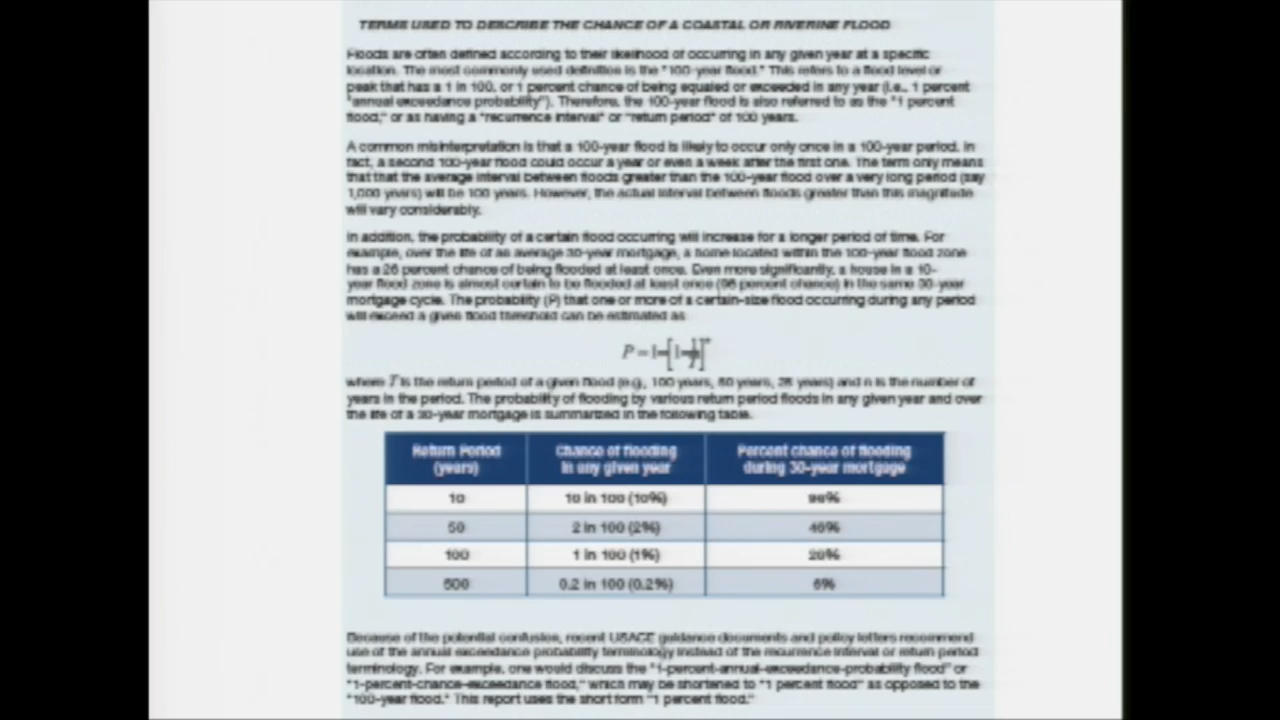 TERMS USED TO DESCRIBE THE CHANCE OF A COASTAL OR RIVERINE FLOOD
Floods are often defined according to their likelihood of occurring in any given year at a specific
location. The most commonly used definition is the "100-year flood." This refers to a flood level or
peak that has a 1 in 100, or 1 percent chance of being equaled or exceeded in any year (i.e., 1 percent
"annual exceedance probability"). Therefore, the 100-year flood is also referred to as the "1 percent
flood," or as having a "recurrence interval" or "return period" of 100 years.
A common misinterpretation is that a 100-year flood is likely to occur only once in a 100-year period. In
fact, a second 100-year flood could occur a year or even a week after the first one. The term only means
that that the average interval between floods greater than the 100-year flood over a very long period (say
1,000 years) will be 100 years. However, the actual interval between floods greater than this magnitude
will vary considerably.
In addition, the probability of a certain flood occurring will increase for a longer period of time. For
example, over the life of an average 30-year mortgage, a home located within the 100-year flood zone
has a 26 percent chance of being flooded at least once. Even more significantly, a house in a 10-
year flood zone is almost certain to be flooded at least once (96 percent chance) in the same 30-year
mortgage cycle. The probability (P) that one or more of a certain-size flood occurring during any period
will exceed a given flood threshold can be estimated as
P = 1-[1-1/T]^n
where T is the return period of a given flood (e.g., 100 years, 50 years, 25 years) and n is the number of
years in the period. The probability of flooding by various return period floods in any given year and over
the life of a 30-year mortgage is summarized in the following table.
Return Period (years) Chance of flooding in any given year Percent chance of flooding during 30-year mortgage
10 10 in 100 (10%) 96%
50 2 in 100 (2%) 46%
100 1 in 100 (1%) 26%
500 0.2 in 100 (0.2%) 6%
Because of the potential confusion, recent USACE guidance documents and policy letters recommend
use of the annual exceedance probability terminology instead of the recurrence interval or return period
terminology. For example, one would discuss the "1-percent-annual-exceedance-probability flood" or
"1-percent-chance-exceedance flood," which may be shortened to "1 percent flood" as opposed to the
"100-year flood." This report uses the short form "1 percent flood."